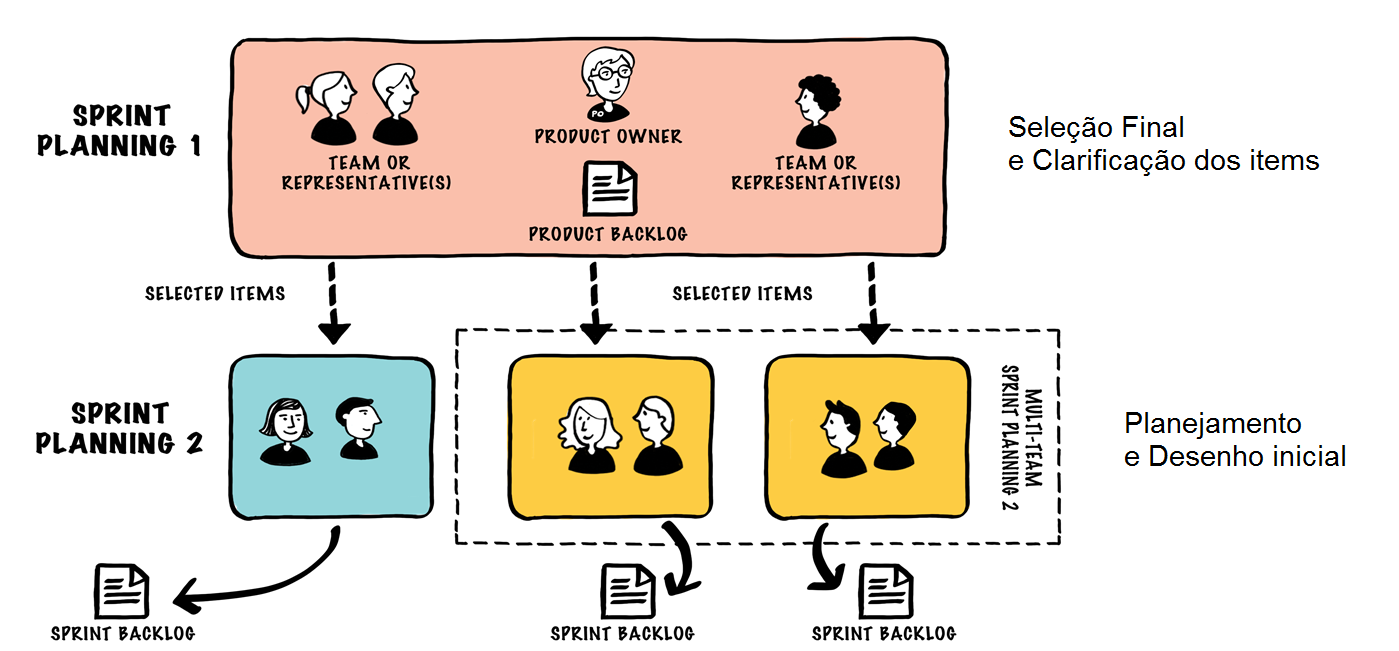 SPRINT
PLANNING 1
TEAM OR
REPRESENTATIVE(S)
PO
PRODUCT OWNER
PRODUCT BACKLOG
TEAM OR
REPRESENTATIVE(S)
Seleção Final
e Clarificação dos items
SELECTED ITEMS
SELECTED ITEMS
SPRINT
PLANNING 2
MULTI-TEAM
SPRINT PLANNING 2
Planejamento
e Desenho inicial
SPRINT BACKLOG
SPRINT BACKLOG
SPRINT BACKLOG